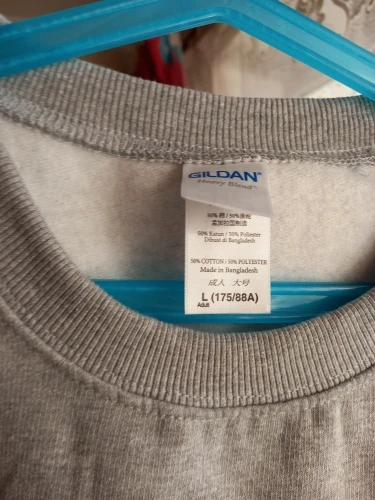 GILDAN®
Heavy Blend™
50% 棉 / 50% 涤纶
孟加拉国制造
50% Katun / 50% Poliester
Dibuat di Bangladesh
50% COTTON / 50% POLYESTER
Made in Bangladesh
成人 大号
L (175/88A)
Adult